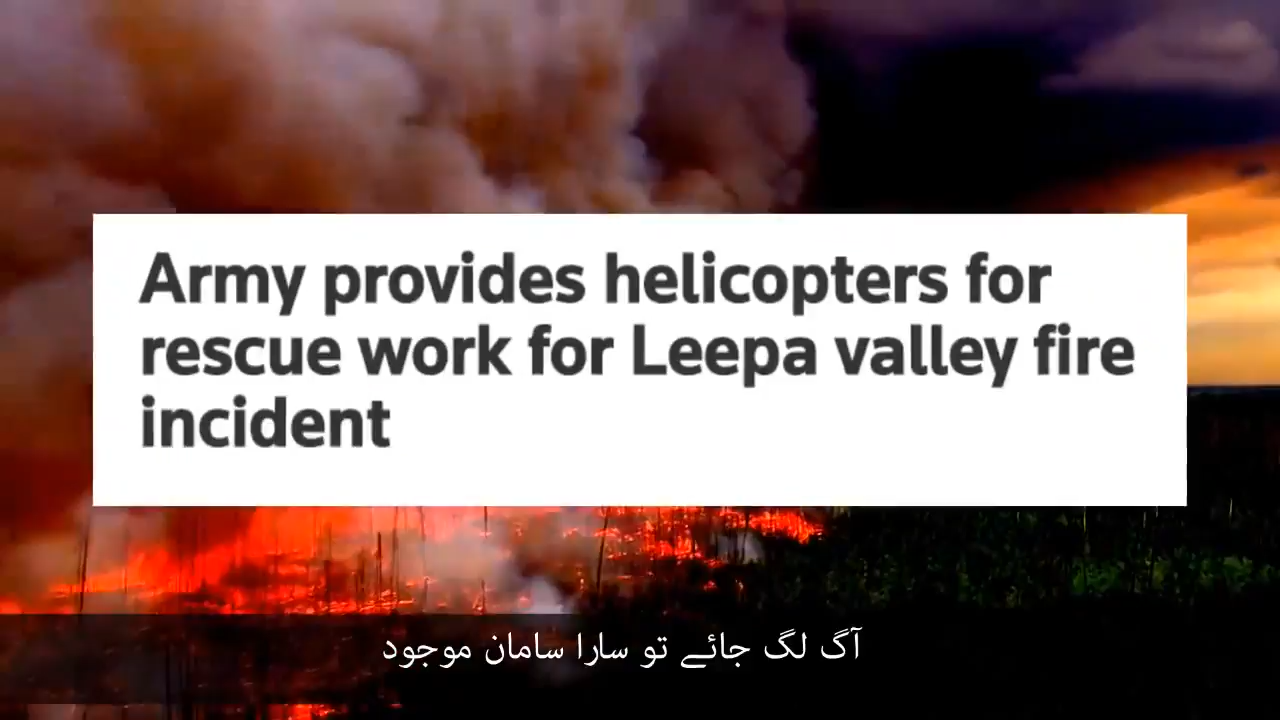 Army provides helicopters for
rescue work for Leepa valley fire
incident
آگ لگ جائے تو سارا سامان موجود